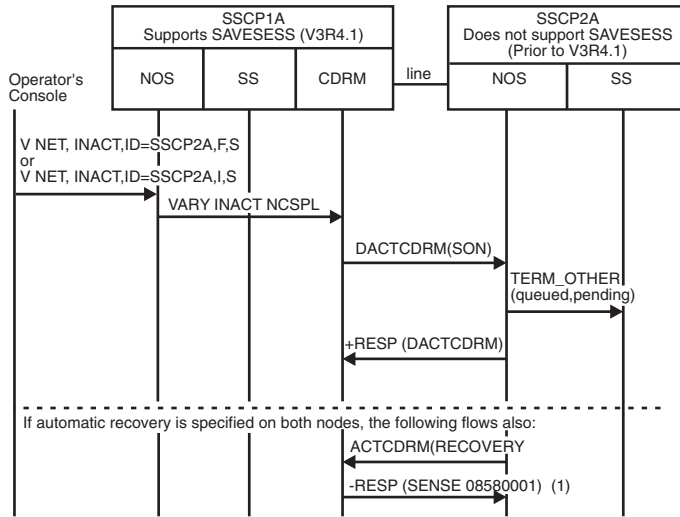 SSCP1A
Supports SAVESESS (V3R4.1)
SSCP2A
Does not support SAVESESS
(Prior to V3R4.1)
Operator's
Console
NOS
SS
CDRM
line
NOS
SS
V NET, INACT,ID=SSCP2A,F,S
or
V NET, INACT,ID=SSCP2A,I,S
VARY INACT NCSPL
DACTCDRM(SON)
TERM_OTHER
(queued,pending)
+RESP (DACTCDRM)
If automatic recovery is specified on both nodes, the following flows also:
ACTCDRM(RECOVERY
-RESP (SENSE 08580001) (1)